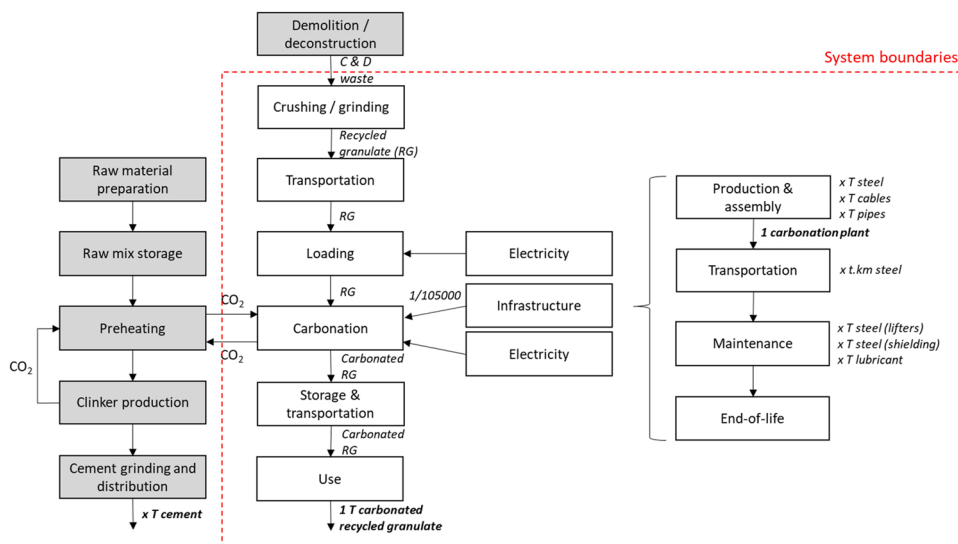 Demolition /
deconstruction
System boundaries
C & D
waste
Crushing / grinding
Recycled
granulate (RG)
Raw material
preparation
Transportation
RG
Raw mix storage
Loading
Electricity
RG
1/105000
Infrastructure
CO2
Preheating
Carbonation
CO2
Electricity
CO2
Carbonated
RG
Clinker production
Storage &
transportation
Carbonated
RG
Cement grinding and
distribution
Use
x T cement
1 T carbonated
recycled granulate
Production &
assembly
x T steel
x T cables
x T pipes
1 carbonation plant
Transportation
x t.km steel
Maintenance
x T steel (lifters)
x T steel (shielding)
x T lubricant
End-of-life